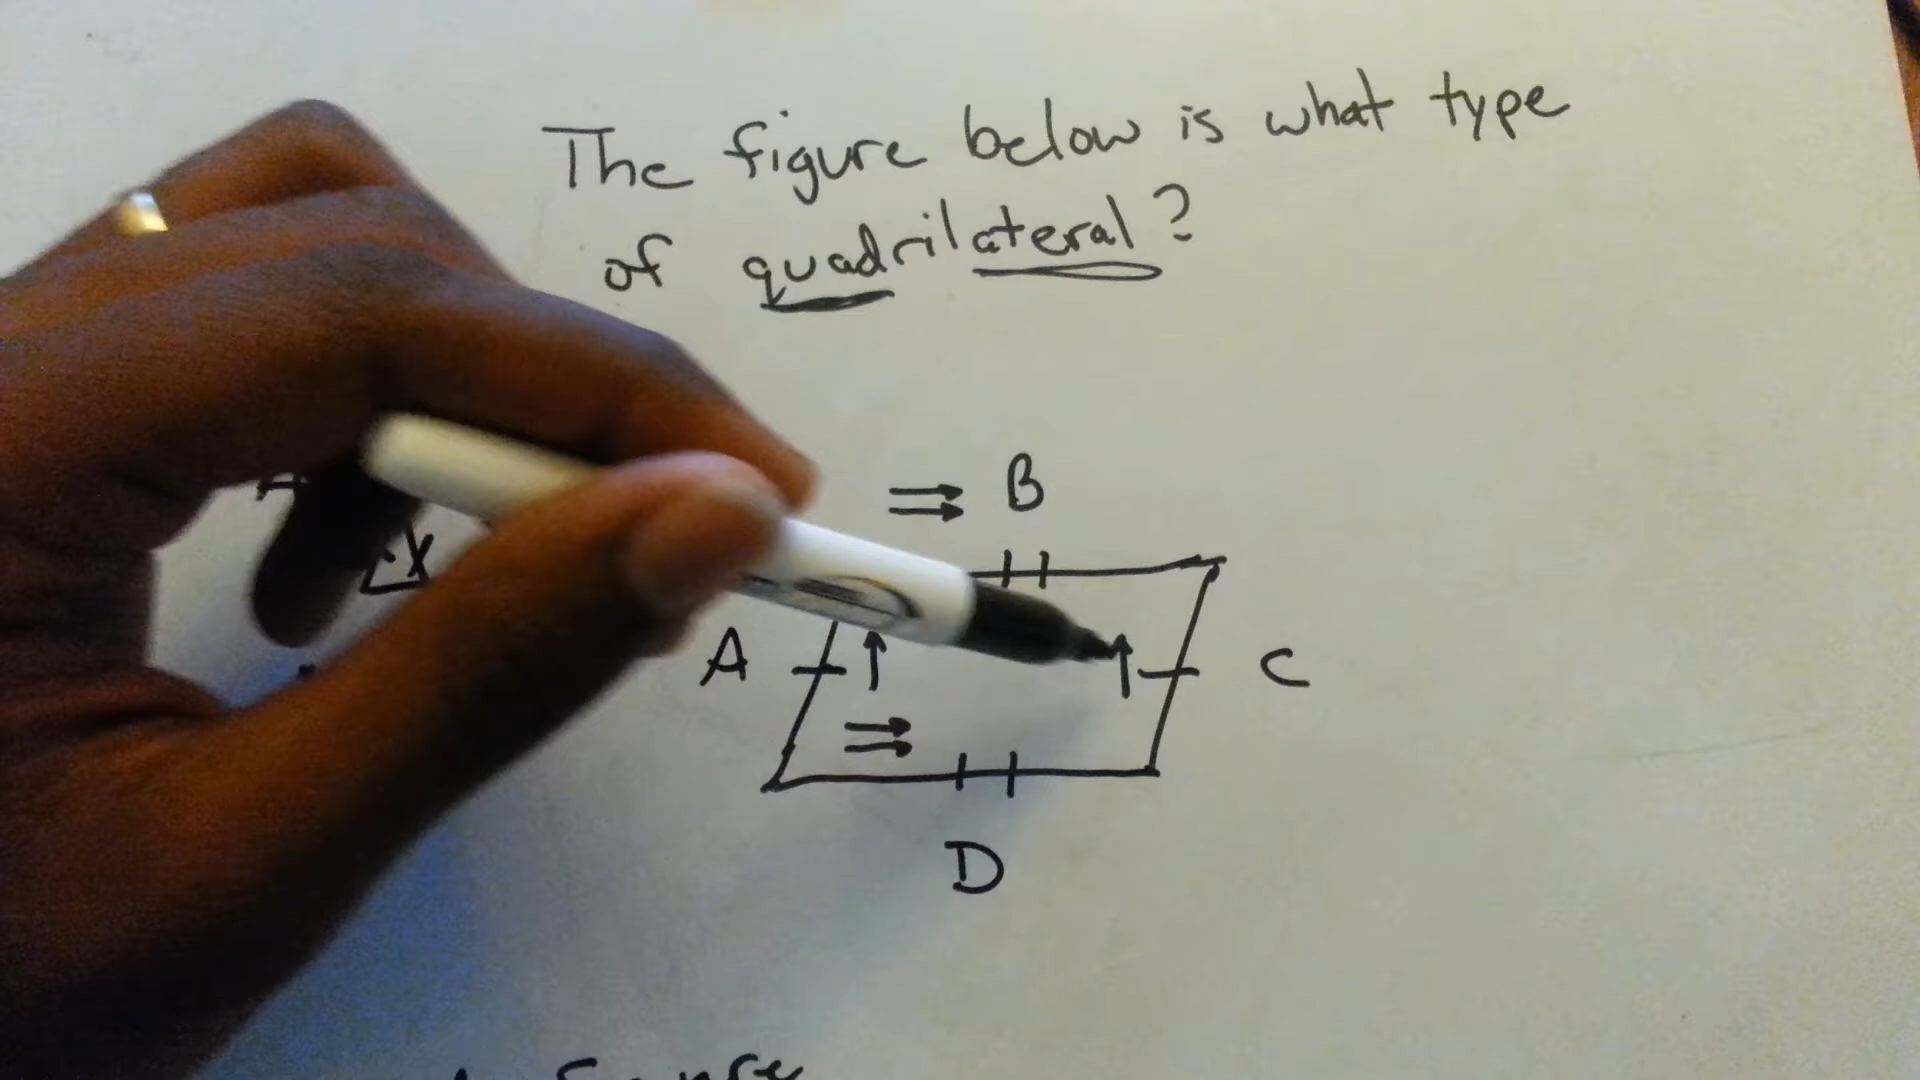 The figure below is what type
of quadrilateral?
B
A
C
D